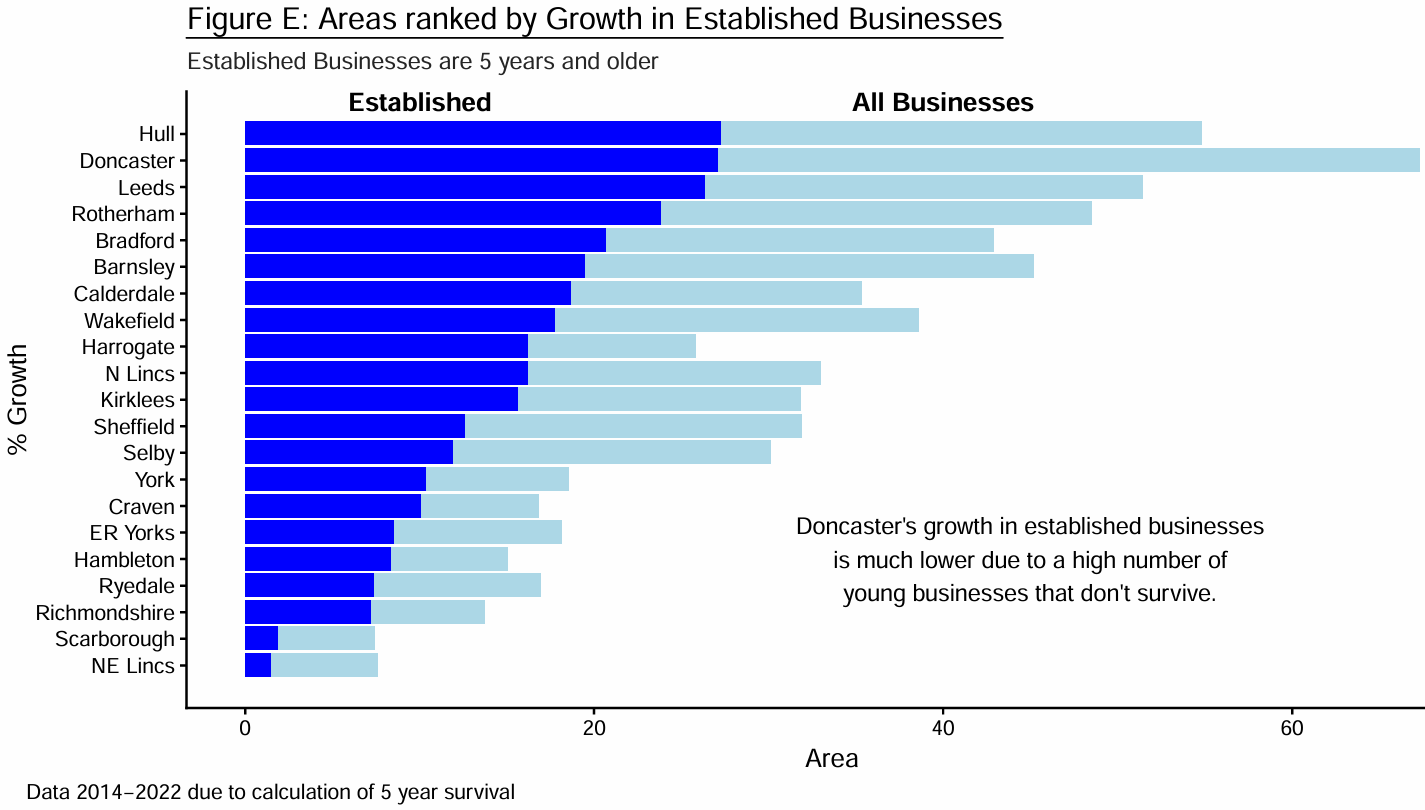 Figure E: Areas ranked by Growth in Established Businesses
Established Businesses are 5 years and older
Established
All Businesses
Hull
Doncaster
Leeds
Rotherham
Bradford
Barnsley
Calderdale
Wakefield
Harrogate
N Lincs
Kirklees
Sheffield
Selby
York
Craven
ER Yorks
Hambleton
Ryedale
Richmondshire
Scarborough
NE Lincs
% Growth
Doncaster's growth in established businesses
is much lower due to a high number of
young businesses that don't survive.
0
20
40
60
Area
Data 2014–2022 due to calculation of 5 year survival